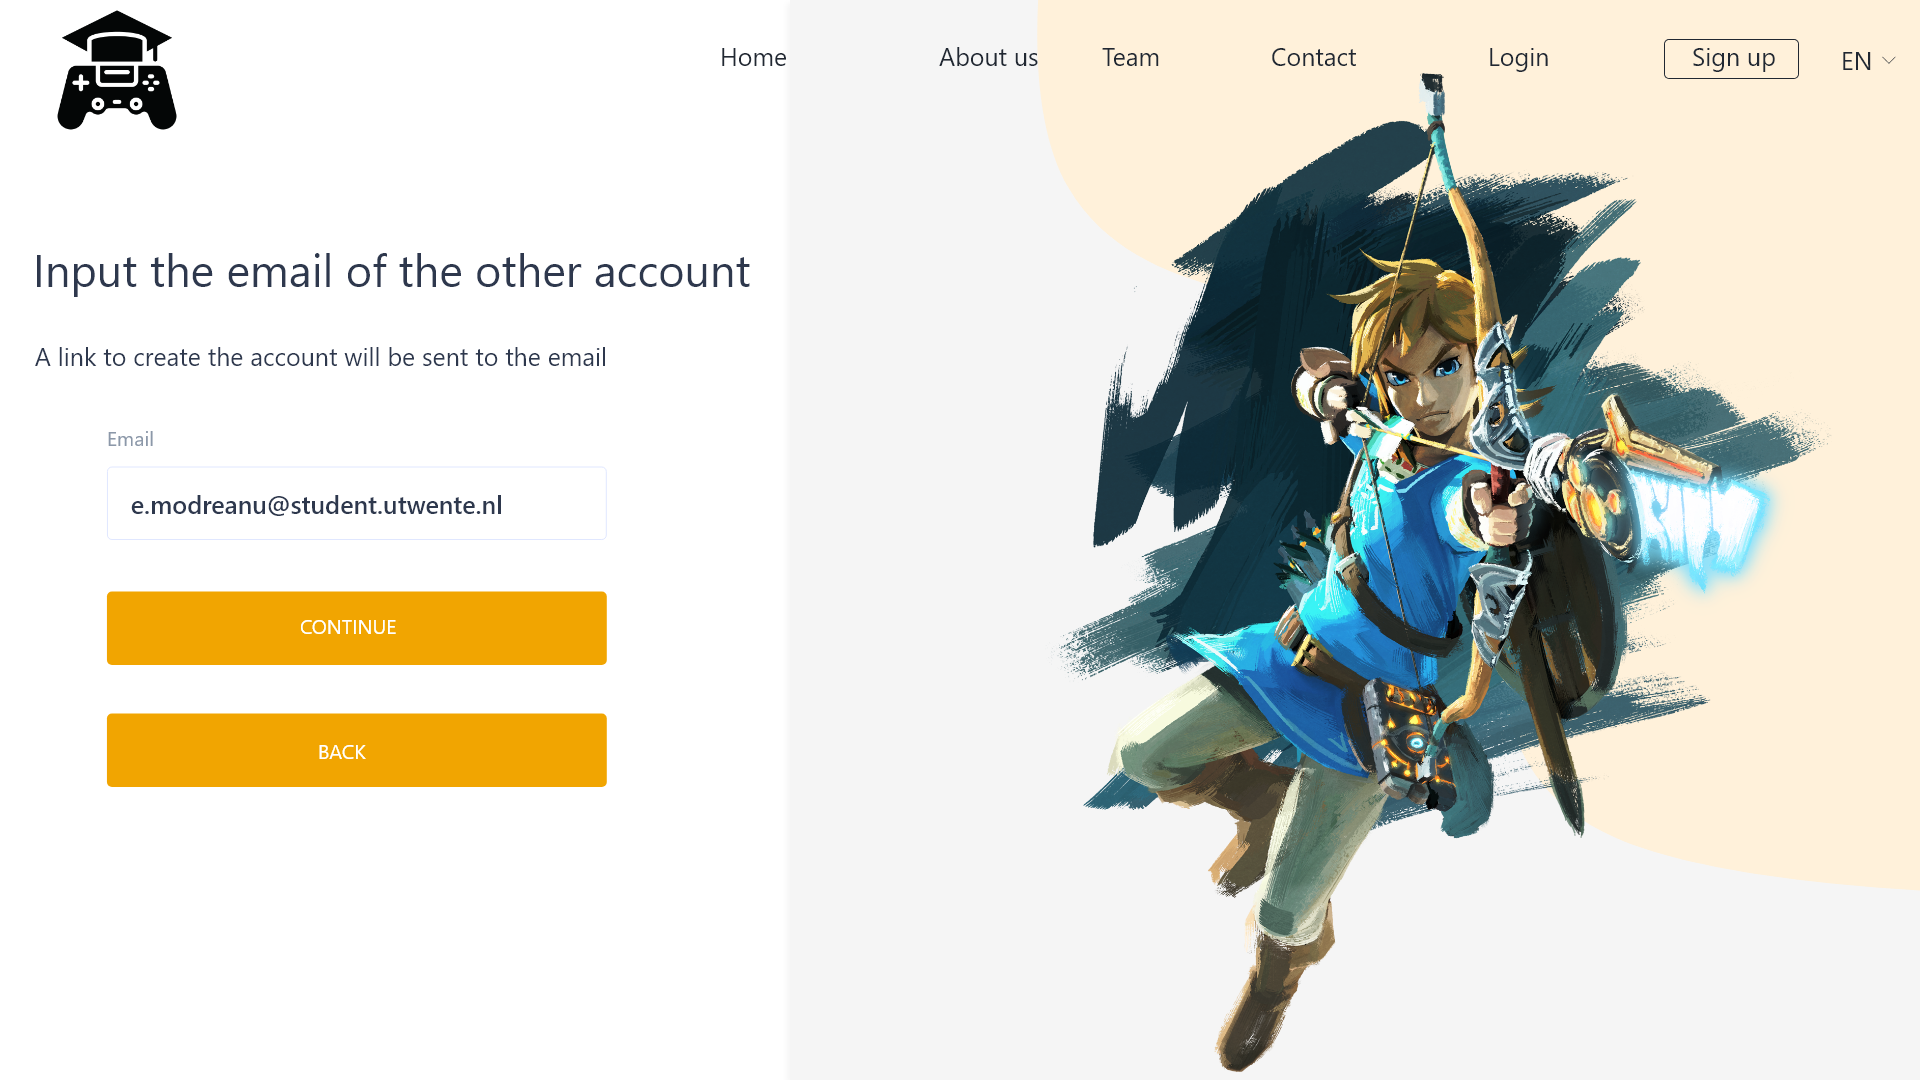 Home About us Team Contact Login Sign up EN
Input the email of the other account
A link to create the account will be sent to the email
Email
e.modreanu@student.utwente.nl
CONTINUE
BACK